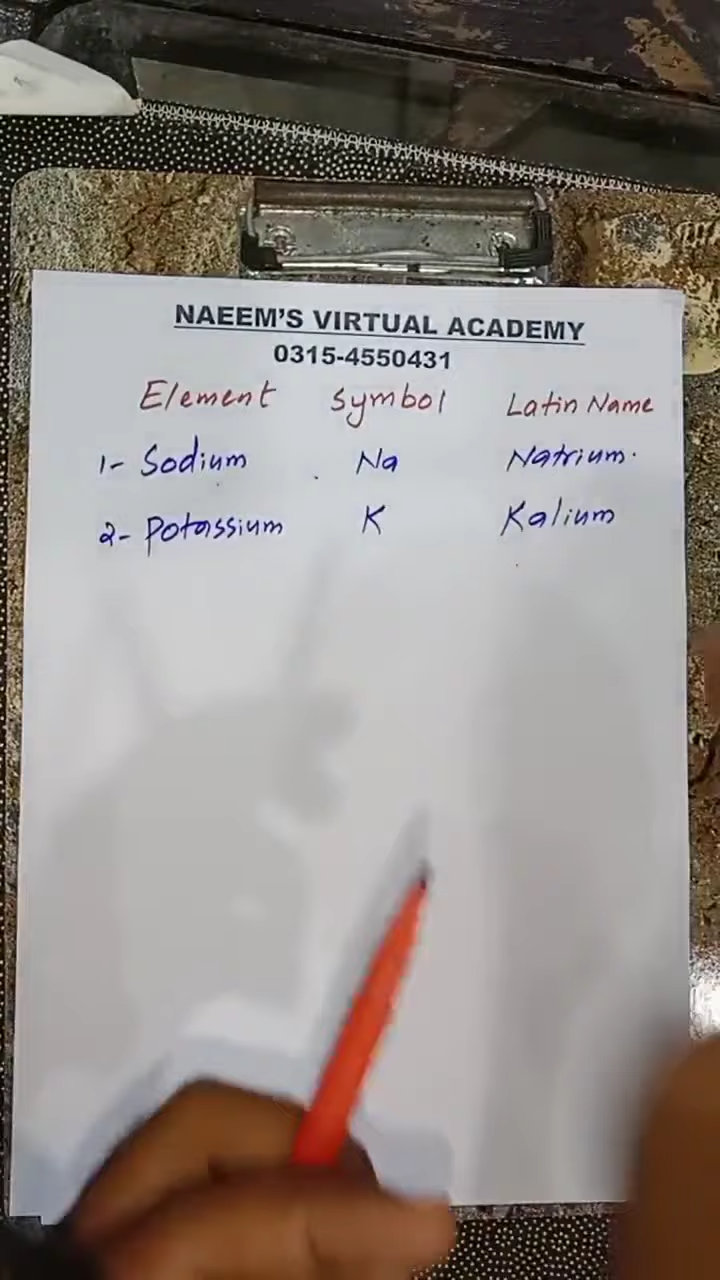 NAEEM'S VIRTUAL ACADEMY
0315-4550431
Element Symbol Latin Name
1- Sodium Na Natrium.
2- Potassium K Kalium